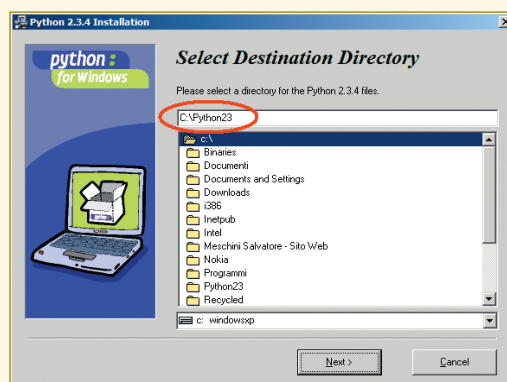 Python 2.3.4 Installation
python
for Windows
Select Destination Directory
Please select a directory for the Python 2.3.4 files.
C:\Python23
c:\
Binaries
Documenti
Documents and Settings
Downloads
i386
Inetpub
Intel
Meschini Salvatore - Sito Web
Nokia
Programmi
Python23
Recycled
c: windowsxp
Next >
Cancel